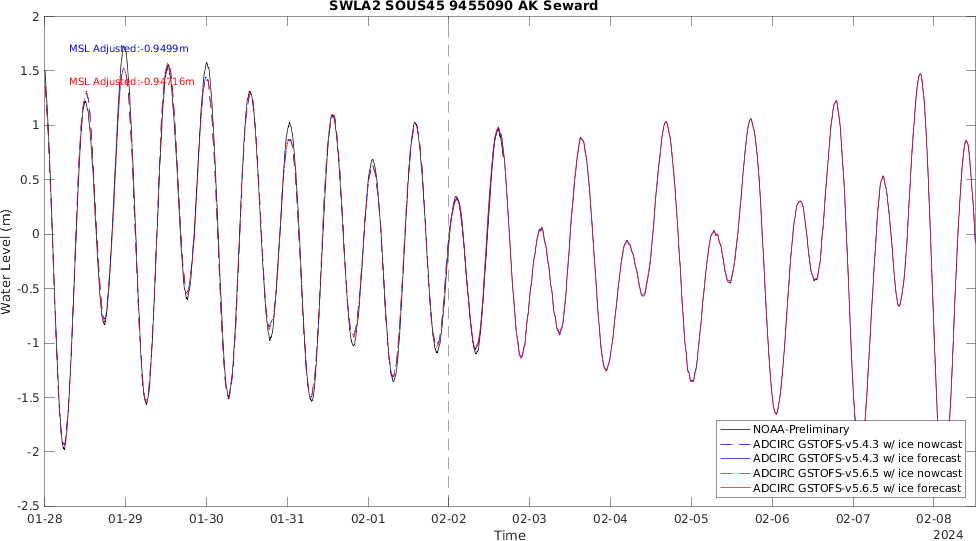 SWLA2 SOUS45 9455090 AK Seward
MSL Adjusted:-0.9499m
MSL Adjusted:-0.94716m
Water Level (m)
2
1.5
1
0.5
0
-0.5
-1
-1.5
-2
-2.5
NOAA-Preliminary
ADCIRC GSTOFS-v5.4.3 w/ ice nowcast
ADCIRC GSTOFS-v5.4.3 w/ ice forecast
ADCIRC GSTOFS-v5.6.5 w/ ice nowcast
ADCIRC GSTOFS-v5.6.5 w/ ice forecast
01-28 01-29 01-30 01-31 02-01 02-02 02-03 02-04 02-05 02-06 02-07 02-08
Time
2024